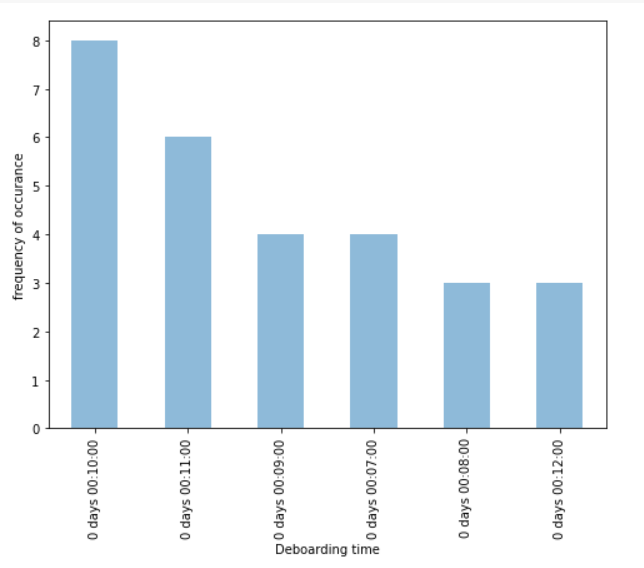 8
7
6
5
4
3
2
1
0
frequency of occurance
0 days 00:10:00
0 days 00:11:00
0 days 00:09:00
0 days 00:07:00
0 days 00:08:00
0 days 00:12:00
Deboarding time